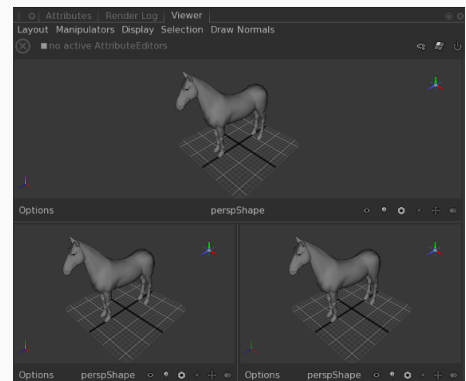 Attributes Render Log Viewer
Layout Manipulators Display Selection Draw Normals
no active AttributeEditors
Options perspShape
Options perspShape Options perspShape